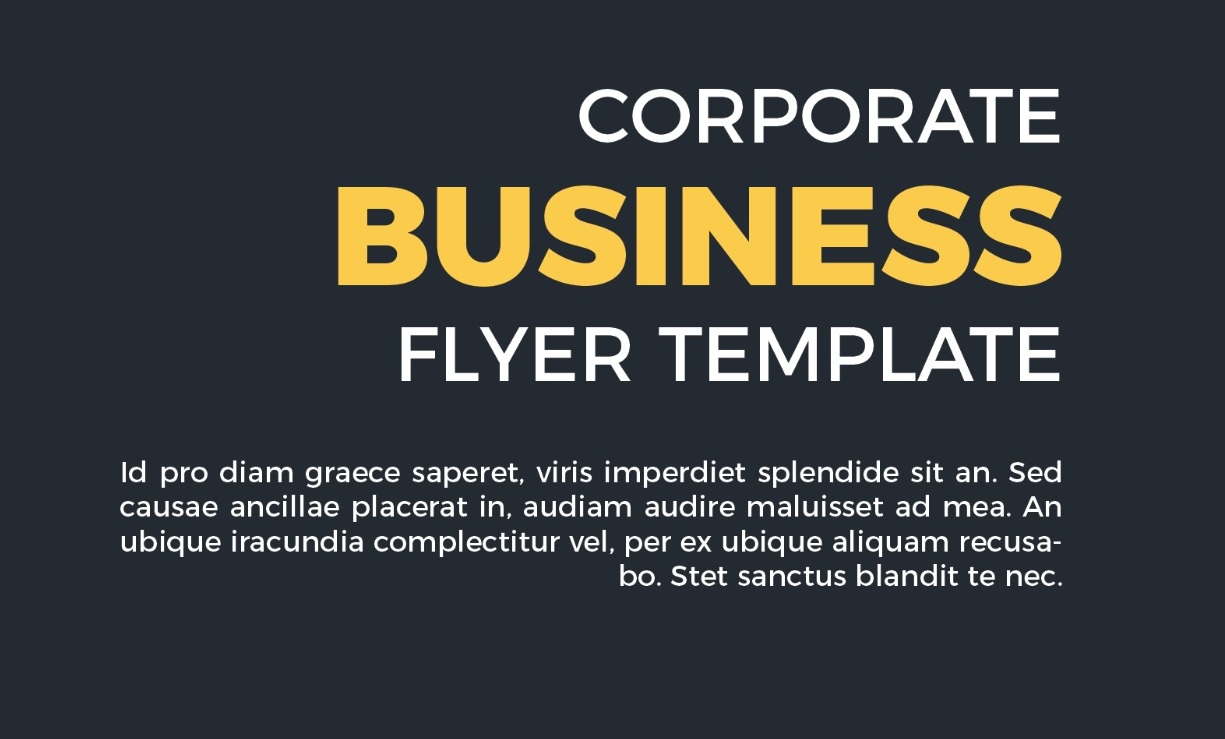 CORPORATE
BUSINESS
FLYER TEMPLATE
Id pro diam graece saperet, viris imperdiet splendide sit an. Sed
causae ancillae placerat in, audiam audire maluisset ad mea. An
ubique iracundia complectitur vel, per ex ubique aliquam recusa-
bo. Stet sanctus blandit te nec.